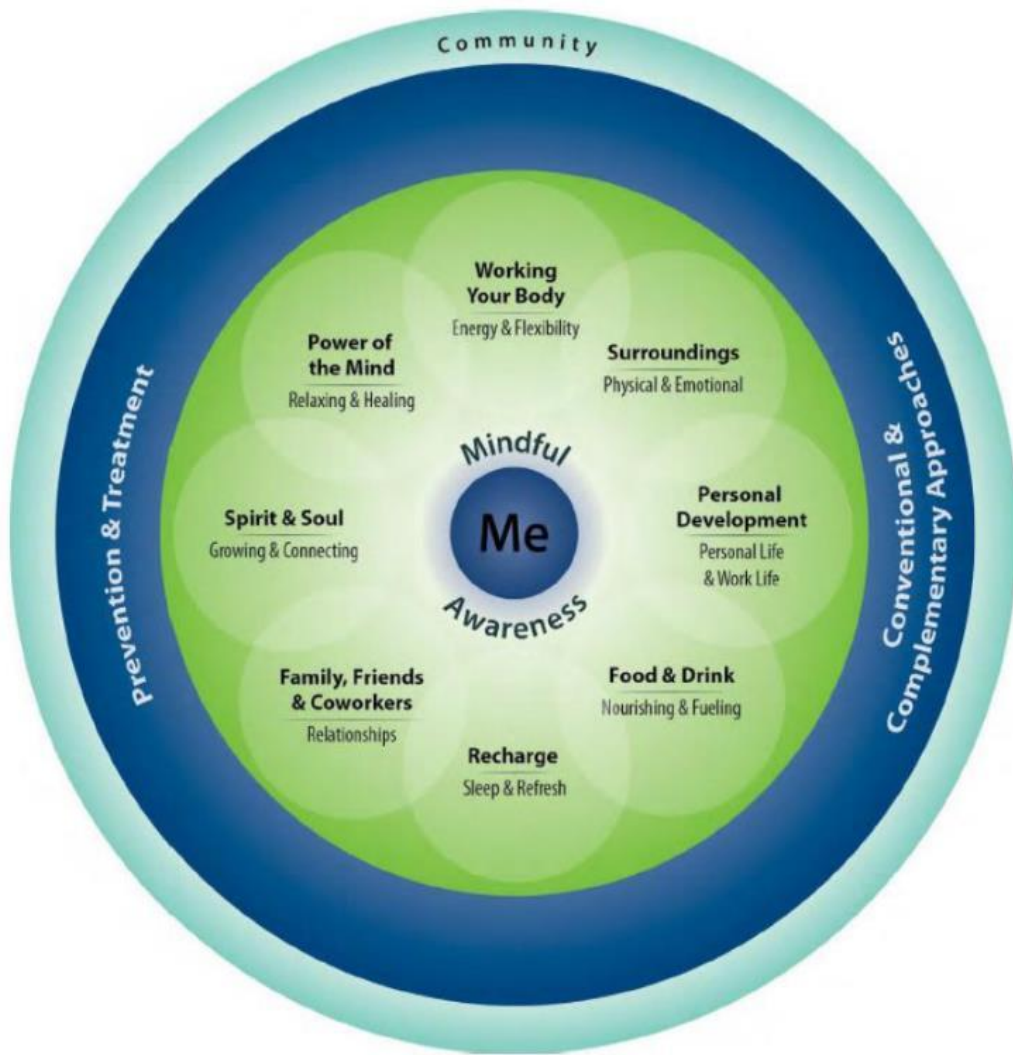 Community
Working
Your Body
Energy & Flexibility
Surroundings
Physical & Emotional
Personal
Development
Personal Life
& Work Life
Food & Drink
Nourishing & Fueling
Recharge
Sleep & Refresh
Family, Friends
& Coworkers
Relationships
Spirit & Soul
Growing & Connecting
Power of
the Mind
Relaxing & Healing
Mindful
Me
Awareness
Prevention & Treatment
Conventional &
Complementary Approaches